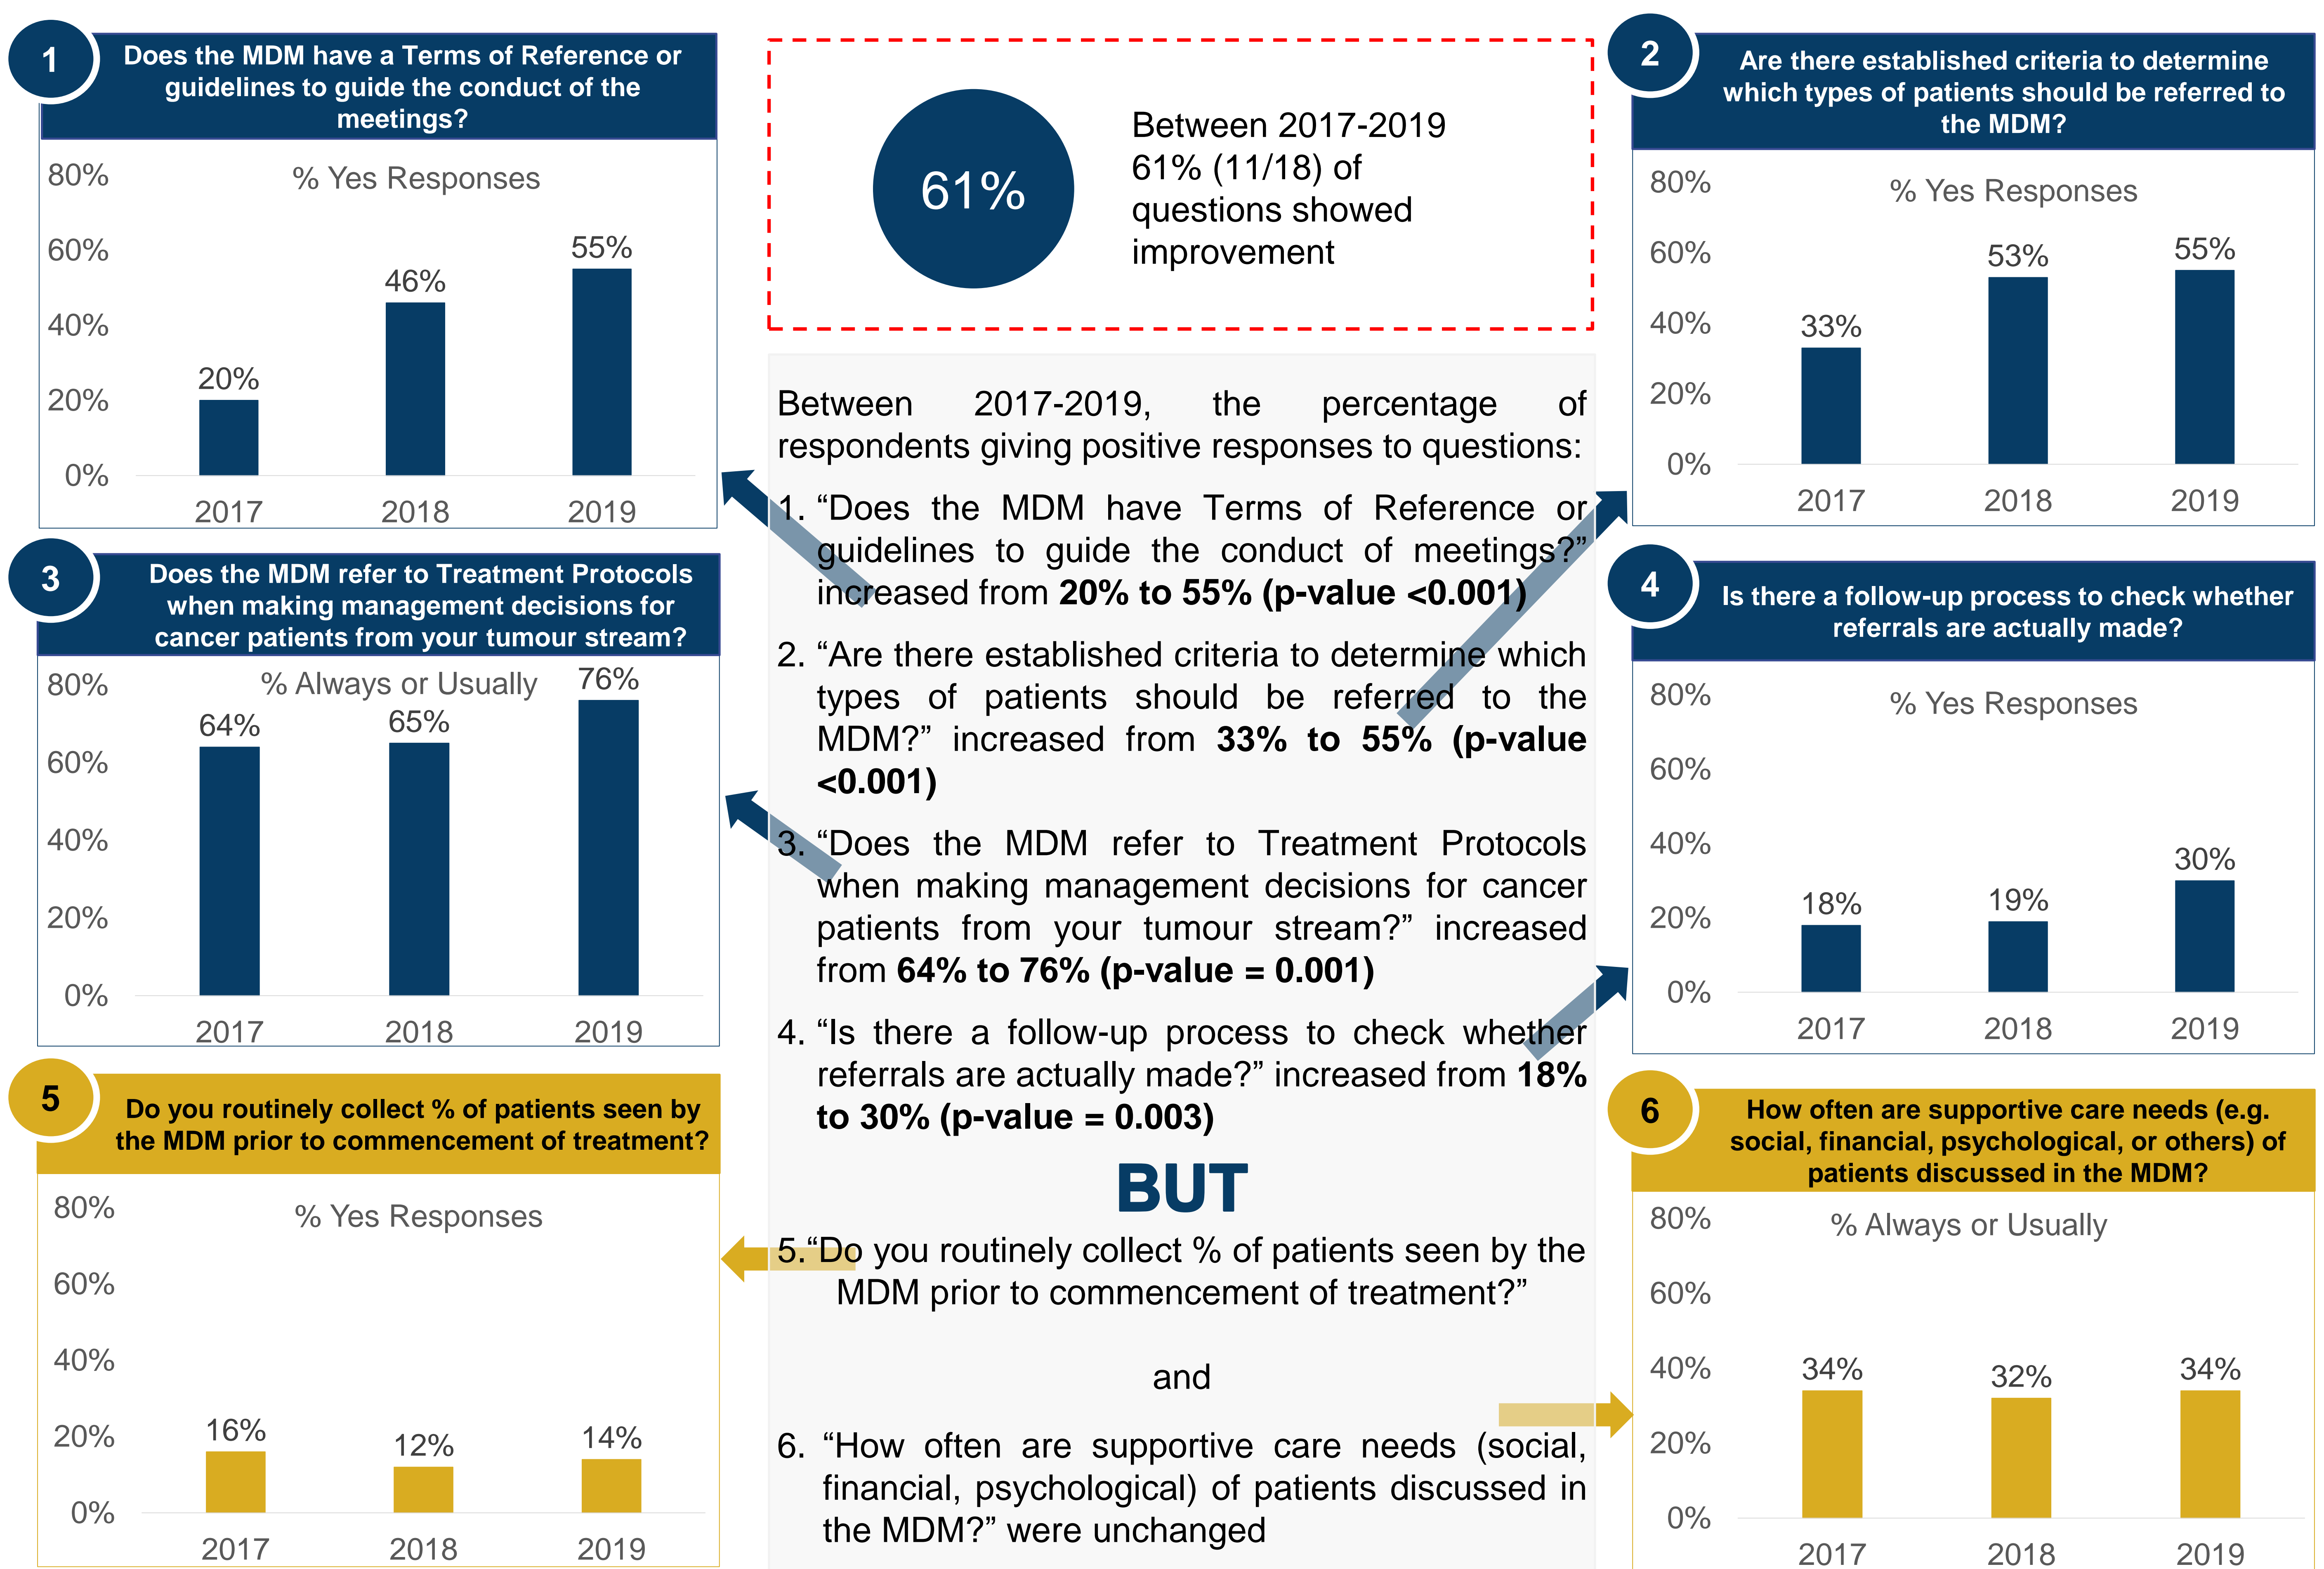 1
Does the MDM have a Terms of Reference or
guidelines to guide the conduct of the
meetings?
% Yes Responses
80%
60%
40%
20%
0%
20%
46%
55%
2017
2018
2019
61%
Between 2017-2019
61% (11/18) of
questions showed
improvement
2
Are there established criteria to determine
which types of patients should be referred to
the MDM?
% Yes Responses
80%
60%
40%
20%
0%
33%
53%
55%
2017
2018
2019
3
Does the MDM refer to Treatment Protocols
when making management decisions for
cancer patients from your tumour stream?
% Always or Usually
80%
60%
40%
20%
0%
64%
65%
76%
2017
2018
2019
Between 2017-2019, the percentage of
respondents giving positive responses to questions:
1. “Does the MDM have Terms of Reference or
guidelines to guide the conduct of meetings?”
increased from 20% to 55% (p-value <0.001)
2. “Are there established criteria to determine which
types of patients should be referred to the
MDM?” increased from 33% to 55% (p-value
<0.001)
3. “Does the MDM refer to Treatment Protocols
when making management decisions for cancer
patients from your tumour stream?” increased
from 64% to 76% (p-value = 0.001)
4. “Is there a follow-up process to check whether
referrals are actually made?” increased from 18%
to 30% (p-value = 0.003)
BUT
5.“Do you routinely collect % of patients seen by the
MDM prior to commencement of treatment?”
and
6. “How often are supportive care needs (social,
financial, psychological) of patients discussed in
the MDM?” were unchanged
4
Is there a follow-up process to check whether
referrals are actually made?
% Yes Responses
80%
60%
40%
20%
0%
18%
19%
30%
2017
2018
2019
5
Do you routinely collect % of patients seen by
the MDM prior to commencement of treatment?
% Yes Responses
80%
60%
40%
20%
0%
16%
12%
14%
2017
2018
2019
6
How often are supportive care needs (e.g.
social, financial, psychological, or others) of
patients discussed in the MDM?
% Always or Usually
80%
60%
40%
20%
0%
34%
32%
34%
2017
2018
2019